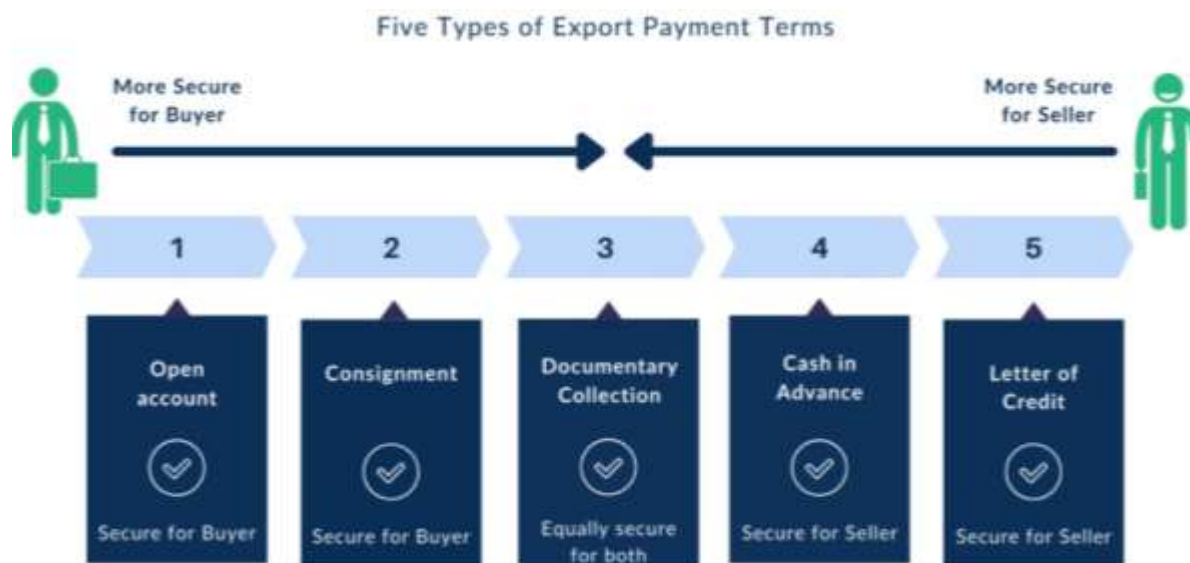 Five Types of Export Payment Terms
More Secure
for Buyer
More Secure
for Seller
1
2
3
4
5
Open
account
Secure for Buyer
Consignment
Secure for Buyer
Documentary
Collection
Equally secure
for both
Cash in
Advance
Secure for Seller
Letter of
Credit
Secure for Seller